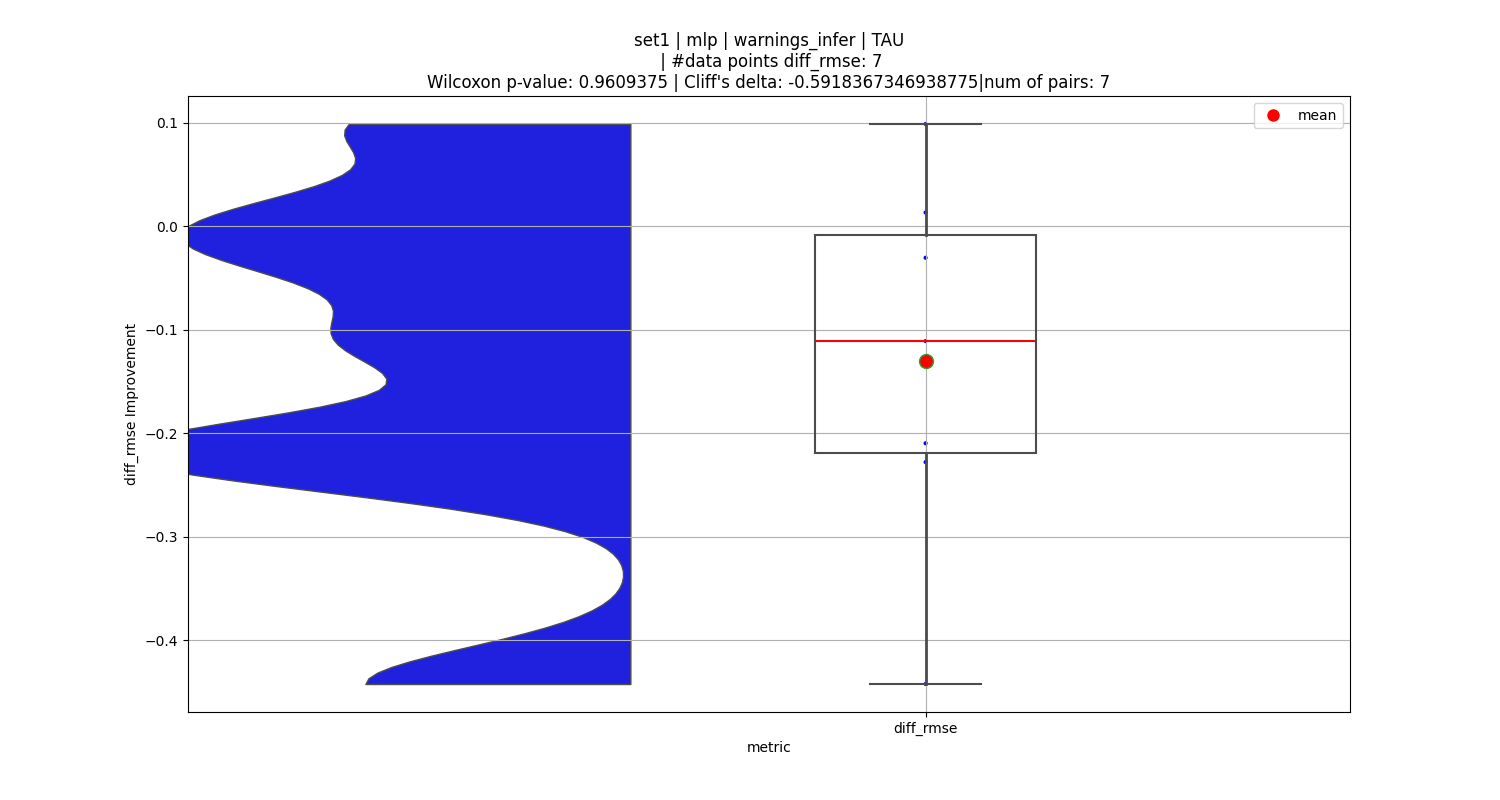 set1 | mlp | warnings_infer | TAU
| #data points diff_rmse: 7
Wilcoxon p-value: 0.9609375 | Cliff's delta: -0.5918367346938775|num of pairs: 7
mean
0.1
0.0
−0.1
−0.2
−0.3
−0.4
diff_rmse Improvement
diff_rmse
metric